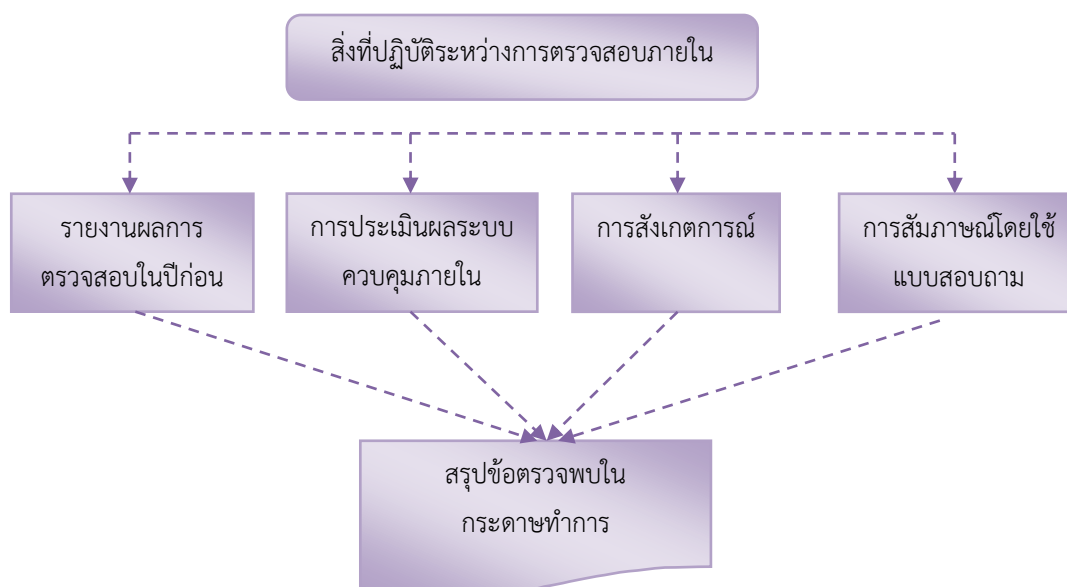 สิ่งที่ปฏิบัติระหว่างการตรวจสอบภายใน
รายงานผลการ
ตรวจสอบในปีก่อน
การประเมินผลระบบ
ควบคุมภายใน
การสังเกตการณ์
การสัมภาษณ์โดยใช้
แบบสอบถาม
สรุปข้อตรวจพบใน
กระดาษทำการ